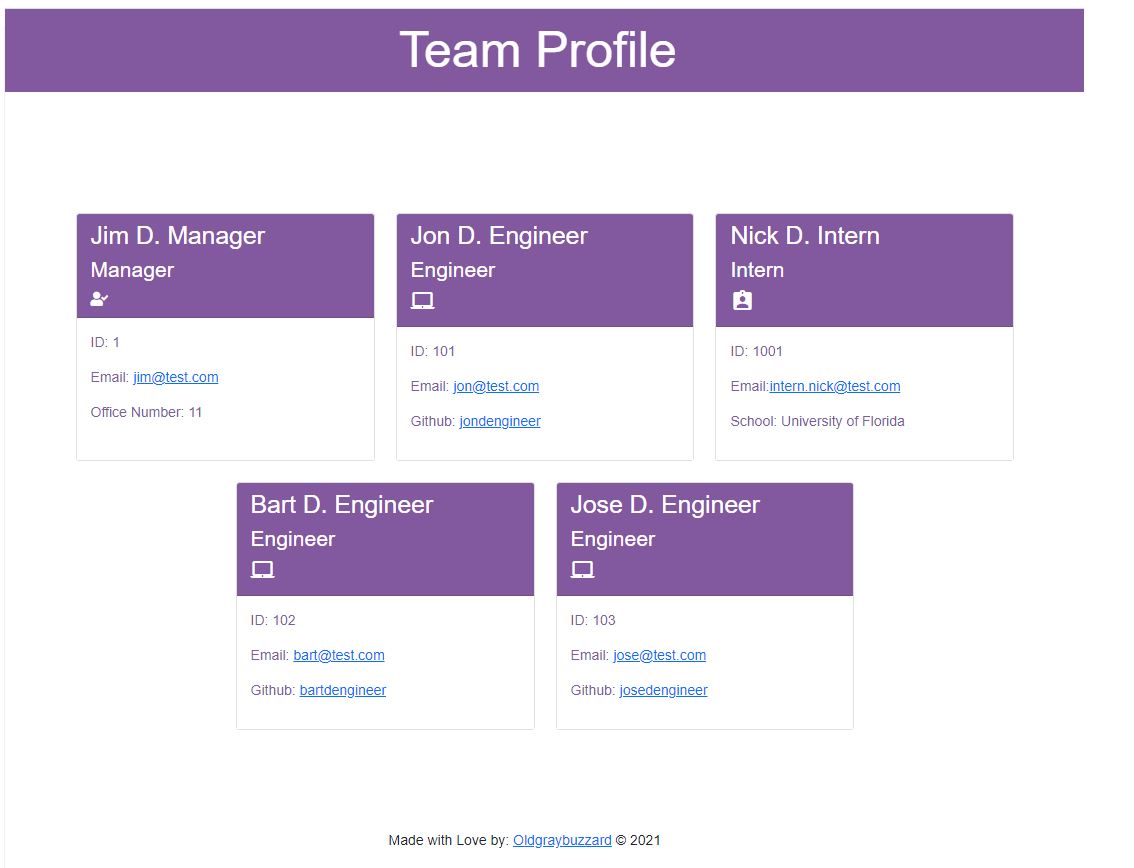 Team Profile
Jim D. Manager
Manager
ID: 1
Email: jim@test.com
Office Number: 11
Jon D. Engineer
Engineer
ID: 101
Email: jon@test.com
Github: jondengineer
Nick D. Intern
Intern
ID: 1001
Email:intern.nick@test.com
School: University of Florida
Bart D. Engineer
Engineer
ID: 102
Email: bart@test.com
Github: bartdengineer
Jose D. Engineer
Engineer
ID: 103
Email: jose@test.com
Github: josedengineer
Made with Love by: Oldgraybuzzard © 2021